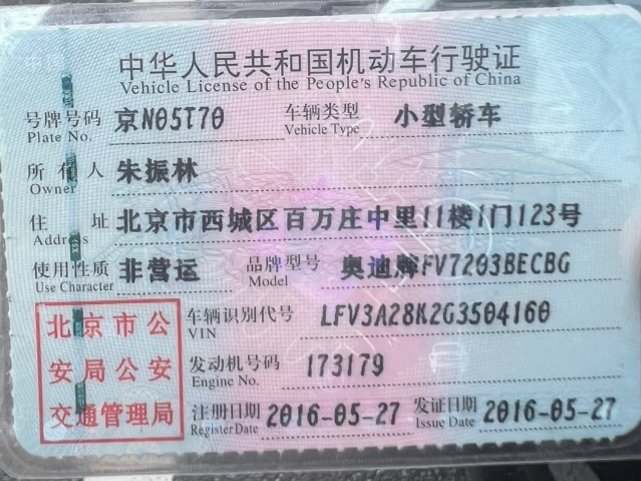 中华人民共和国机动车行驶证
Vehicle License of the People's Republic of China
号牌号码 京N05T70 车辆类型 小型轿车
Plate No. Vehicle Type
所有人 朱振林
Owner
住址 北京市西城区百万庄中里11楼1门123号
Address
使用性质 非营运 品牌型号 奥迪牌FV7203BECBG
Use Character Model
北京市公 车辆识别代号 LFV3A28K2G3504160
VIN
安局公安 发动机号码 173179
Engine No.
交通管理局 注册日期 2016-05-27 发证日期 2016-05-27
Register Date Issue Date